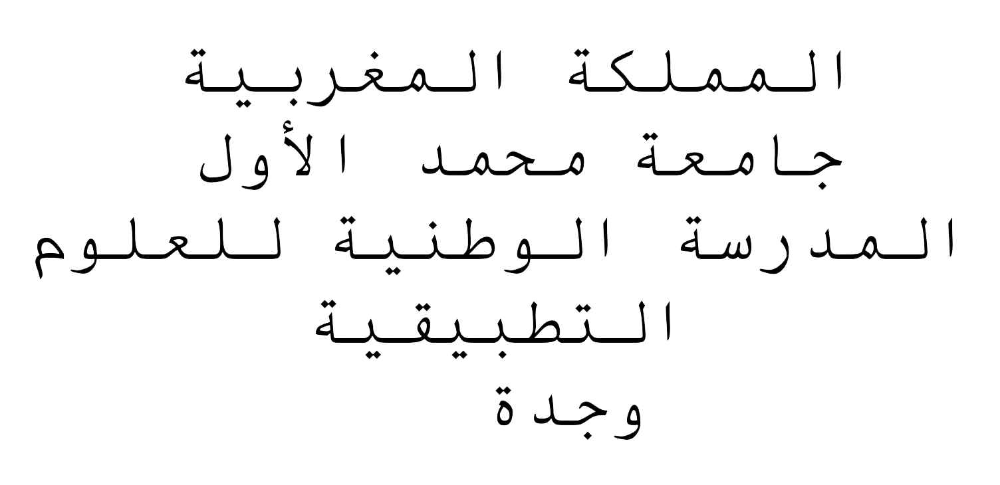 المملكة المغربية
جامعة محمد الأول
المدرسة الوطنية للعلوم
التطبيقية
وجدة